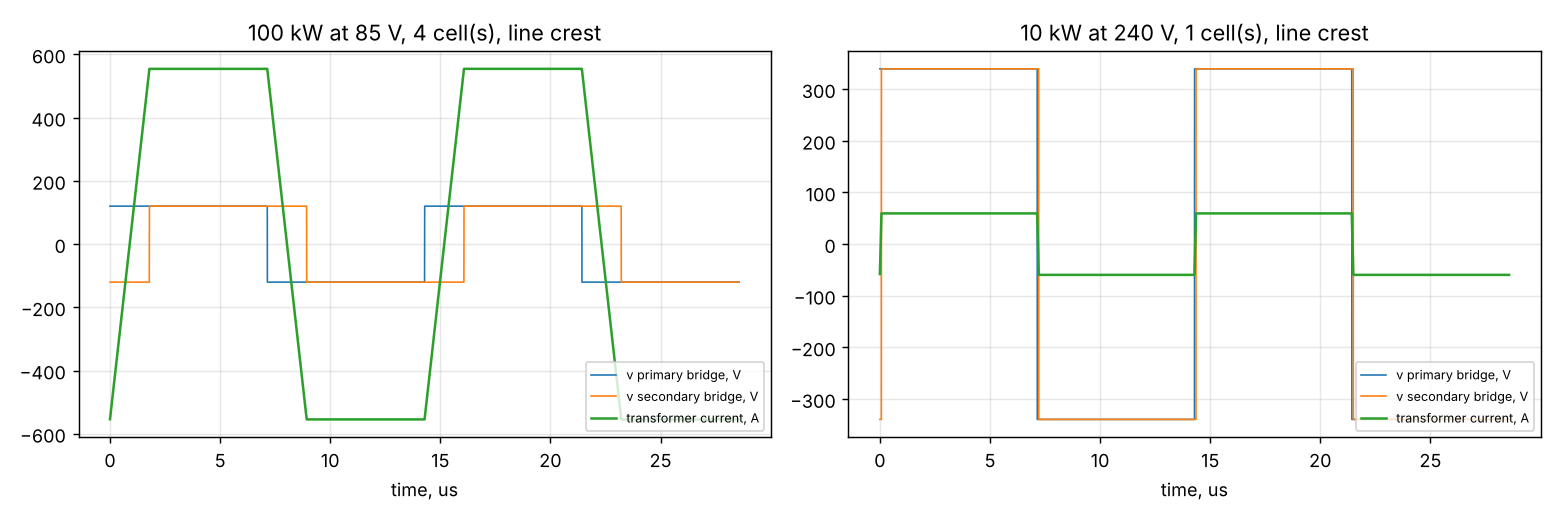 100 kW at 85 V, 4 cell(s), line crest
600
400
200
0
−200
−400
−600
0 5 10 15 20 25
time, us
v primary bridge, V
v secondary bridge, V
transformer current, A
10 kW at 240 V, 1 cell(s), line crest
300
200
100
0
−100
−200
−300
0 5 10 15 20 25
time, us
v primary bridge, V
v secondary bridge, V
transformer current, A